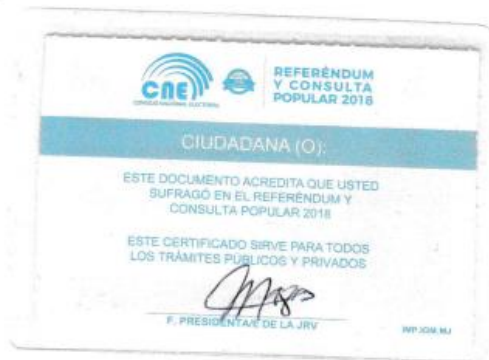 CNE
CONSEJO NACIONAL ELECTORAL
REFERÉNDUM
Y CONSULTA
POPULAR 2018
CIUDADANA (O):
ESTE DOCUMENTO ACREDITA QUE USTED
SUFRAGÓ EN EL REFERÉNDUM Y
CONSULTA POPULAR 2018
ESTE CERTIFICADO SIRVE PARA TODOS
LOS TRÁMITES PÚBLICOS Y PRIVADOS
F. PRESIDENTA/E DE LA JRV